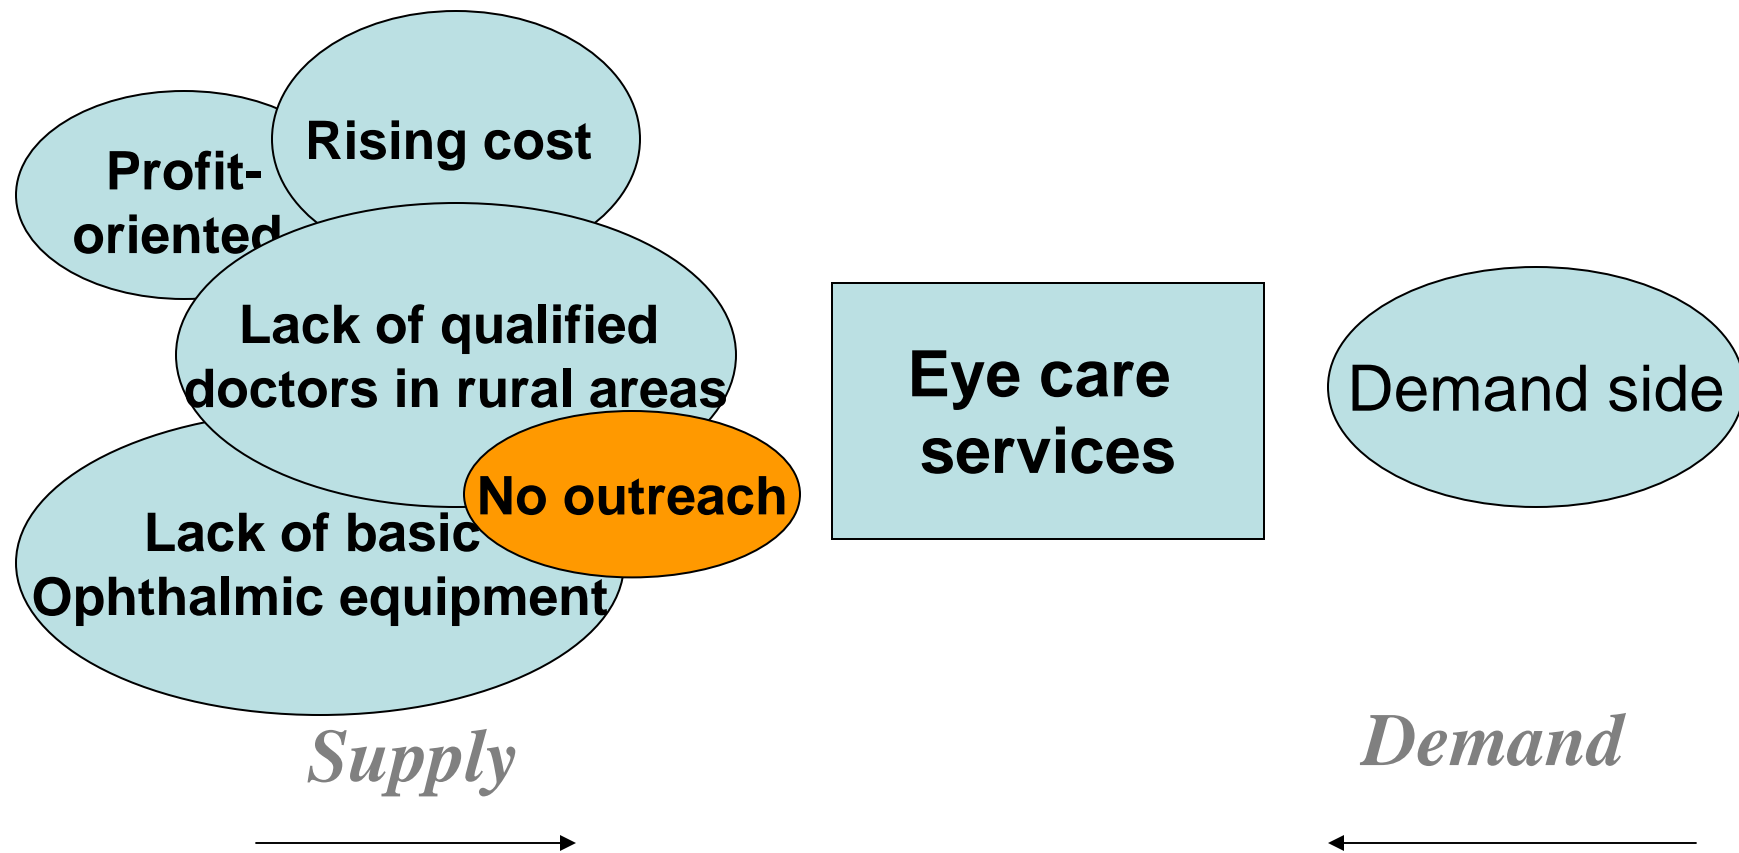 Rising cost
Profit-
oriented
Lack of qualified
doctors in rural areas
No outreach
Lack of basic
Ophthalmic equipment
Eye care
services
Demand side
Supply
Demand